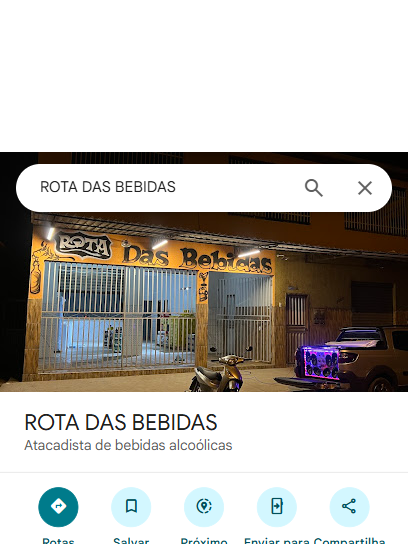 ROTA DAS BEBIDAS
ROTA Das Bebidas
ROTA DAS BEBIDAS
Atacadista de bebidas alcoólicas
Rotas Salvar Próximo Enviar para Compartilha